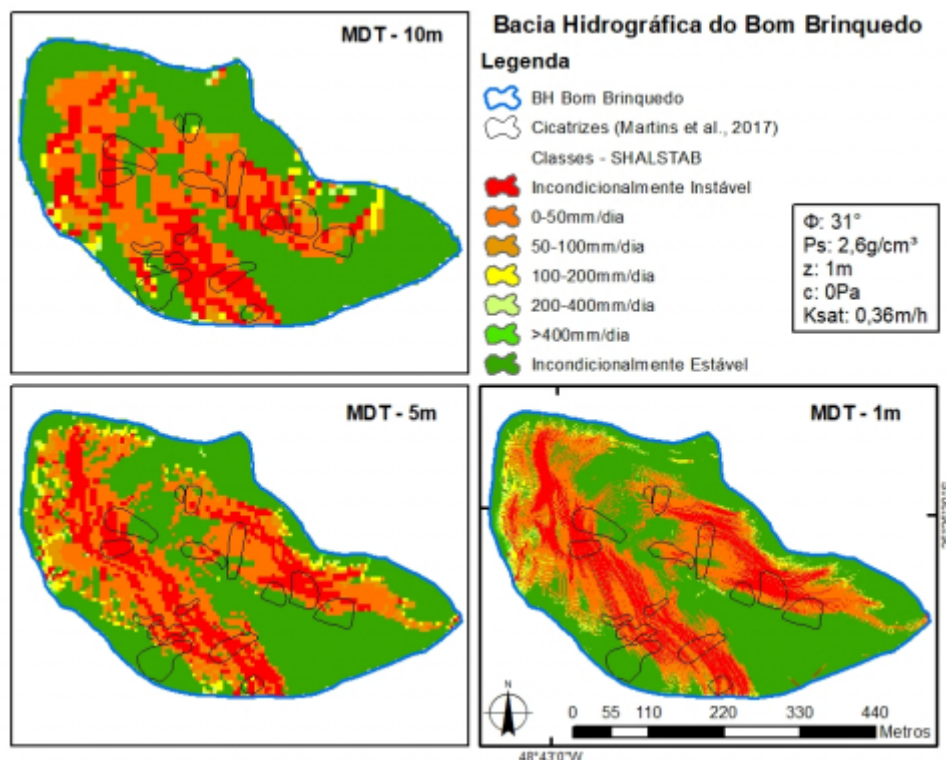 MDT - 10m
Bacia Hidrográfica do Bom Brinquedo
Legenda
BH Bom Brinquedo
Cicatrizes (Martins et al., 2017)
Classes - SHALSTAB
Incondicionalmente Instável
0-50mm/dia
50-100mm/dia
100-200mm/dia
200-400mm/dia
>400mm/dia
Incondicionalmente Estável
Φ: 31°
Ps: 2,6g/cm³
z: 1m
c: 0Pa
Ksat: 0,36m/h
MDT - 5m
MDT - 1m
N
0 55 110 220 330 440
Metros
48°43'0"W